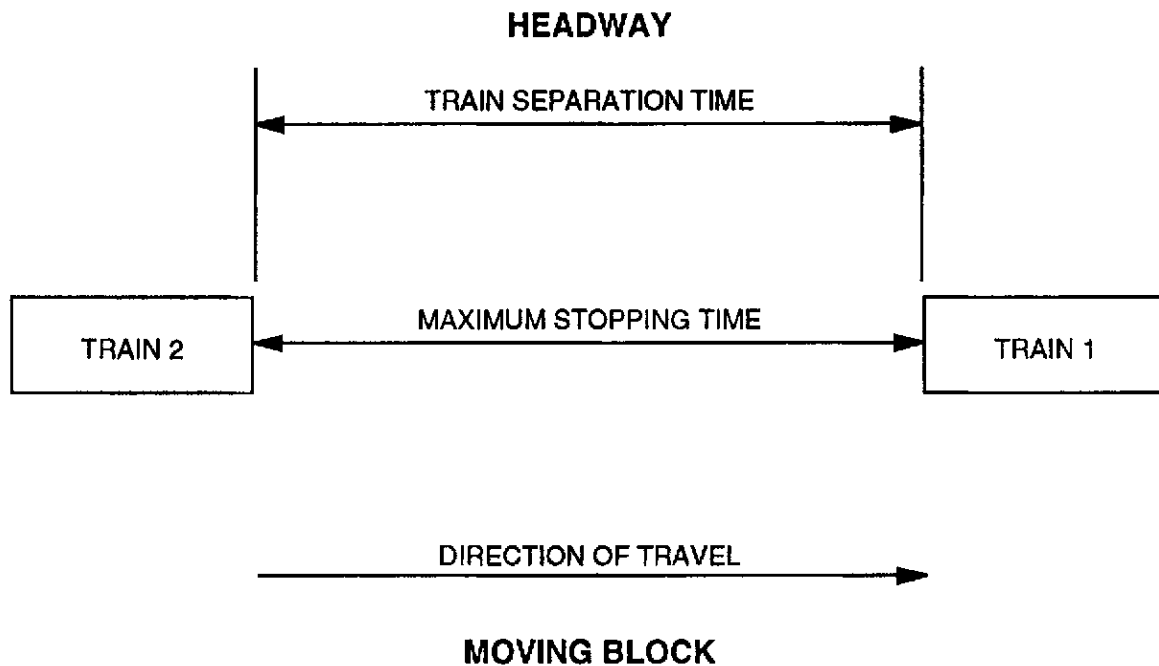 HEADWAY
TRAIN SEPARATION TIME
MAXIMUM STOPPING TIME
TRAIN 2
TRAIN 1
DIRECTION OF TRAVEL
MOVING BLOCK